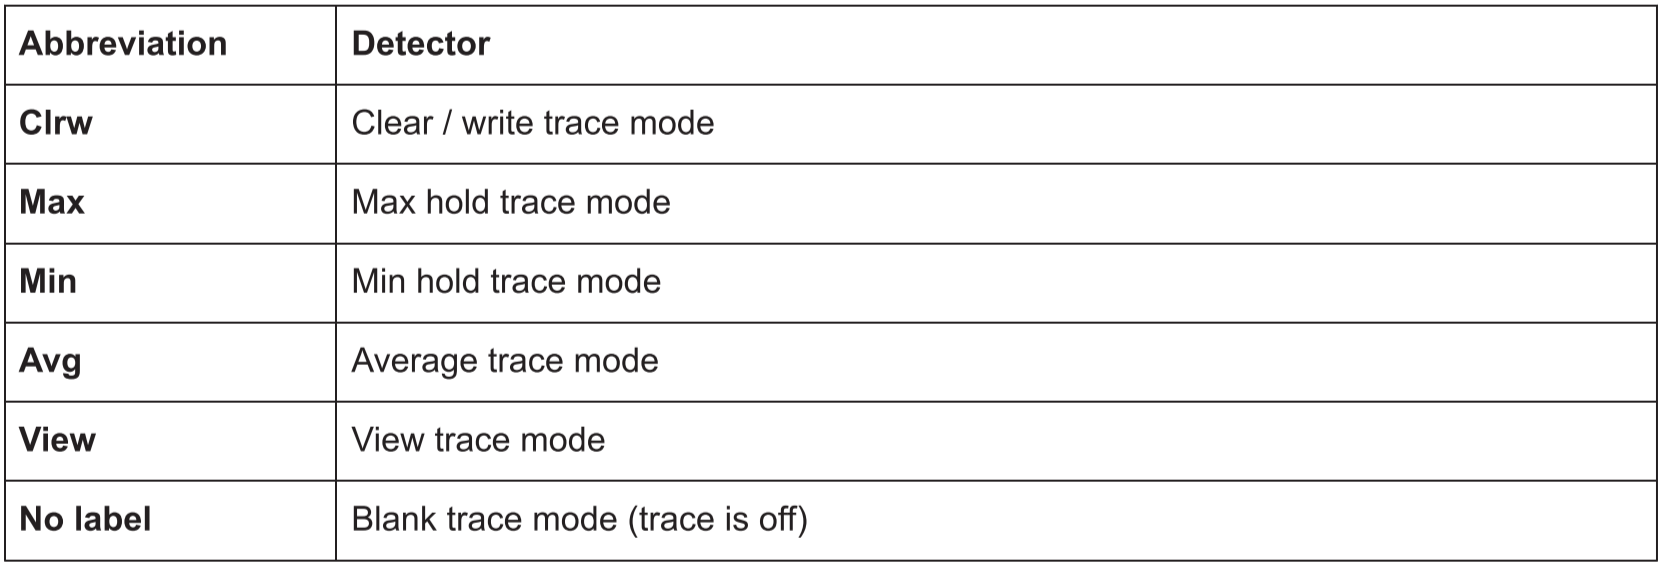 Abbreviation Detector
Clrw Clear / write trace mode
Max Max hold trace mode
Min Min hold trace mode
Avg Average trace mode
View View trace mode
No label Blank trace mode (trace is off)